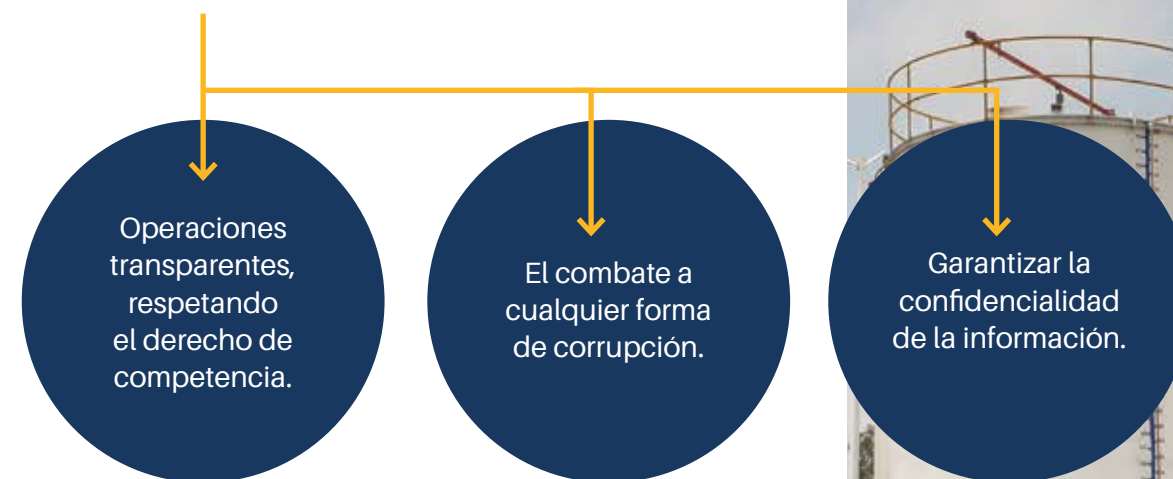 Operaciones
transparentes,
respetando
el derecho de
competencia.
El combate a
cualquier forma
de corrupción.
Garantizar la
confidencialidad
de la información.